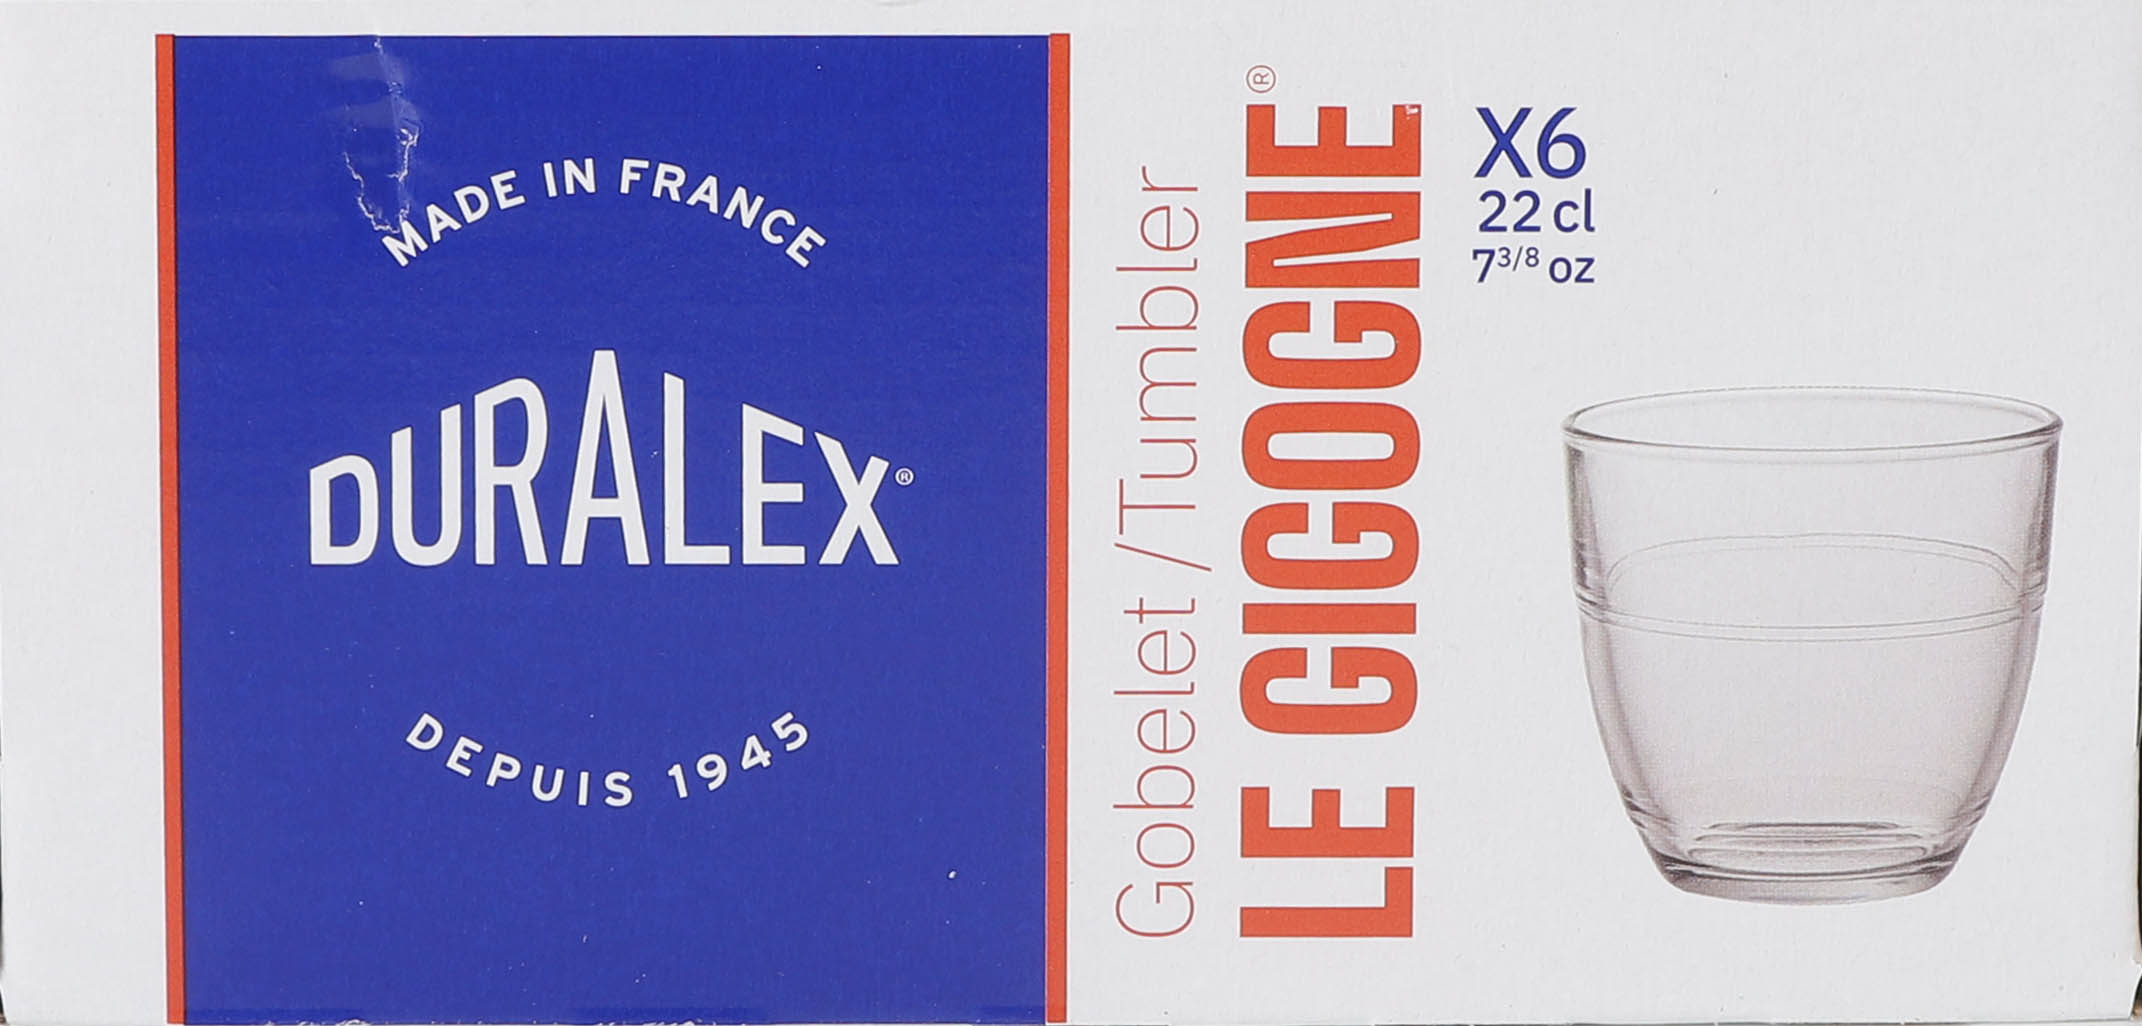 MADE IN FRANCE
DURALEX®
DEPUIS 1945
Gobelet / Tumbler
LE GIGOGNE®
X6
22 cl
7 3/8 oz